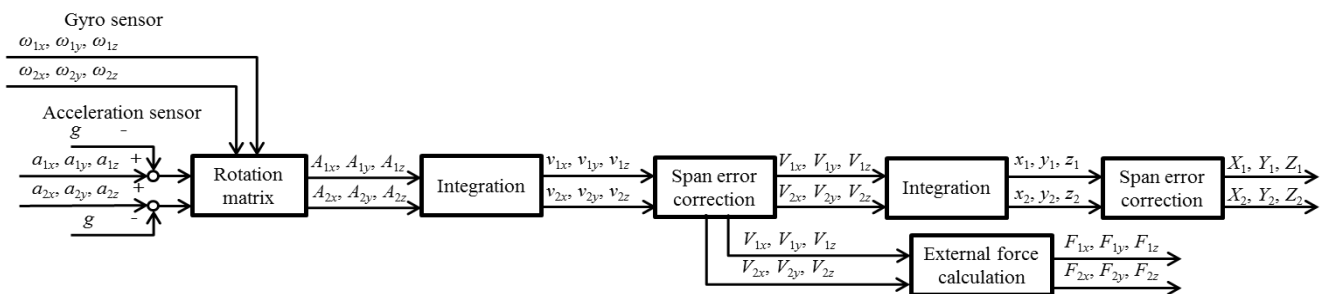 Gyro sensor
ω1x, ω1y, ω1z
ω2x, ω2y, ω2z
Acceleration sensor
g -
a1x, a1y, a1z +
a2x, a2y, a2z +
g -
Rotation
matrix
A1x, A1y, A1z
A2x, A2y, A2z
Integration
v1x, v1y, v1z
v2x, v2y, v2z
Span error
correction
V1x, V1y, V1z
V2x, V2y, V2z
Integration
x1, y1, z1
x2, y2, z2
Span error
correction
X1, Y1, Z1
X2, Y2, Z2
V1x, V1y, V1z
V2x, V2y, V2z
External force
calculation
F1x, F1y, F1z
F2x, F2y, F2z